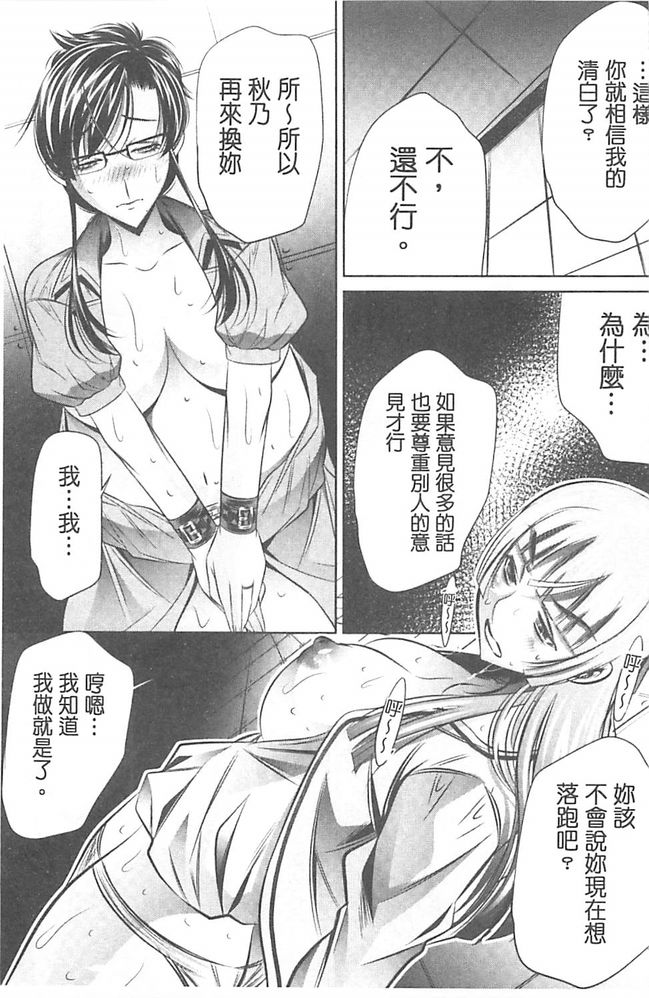 …這樣
你就相信我的
清白了？
不，
還不行。
為…
為什麼…
如果意見很多的話
也要尊重別人的意
見才行
呼～
呼～
呼～
妳該
不會說妳現在想
落跑吧？
所～所以
秋乃
再來換妳
我…我…
哼嗯…
我知道
我做就是了。